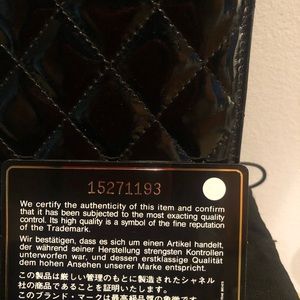 15271193
We certify the authenticity of this item and confirm
that it has been subjected to the most exacting quality
control. Its high quality is a symbol of the fine reputation
of the Trademark.
Wir bestätigen, dass es sich um einen Artikel handelt,
der während seiner Herstellung strengsten Kontrollen
unterworfen war, und dessen erstklassige Qualität
dem hohen Ansehen unserer Marke entspricht.
この製品は厳しい管理のもとに製造されたシャネル
社の商品であることを証明いたします。
このブランド・マークは最高級品質の象徴です。